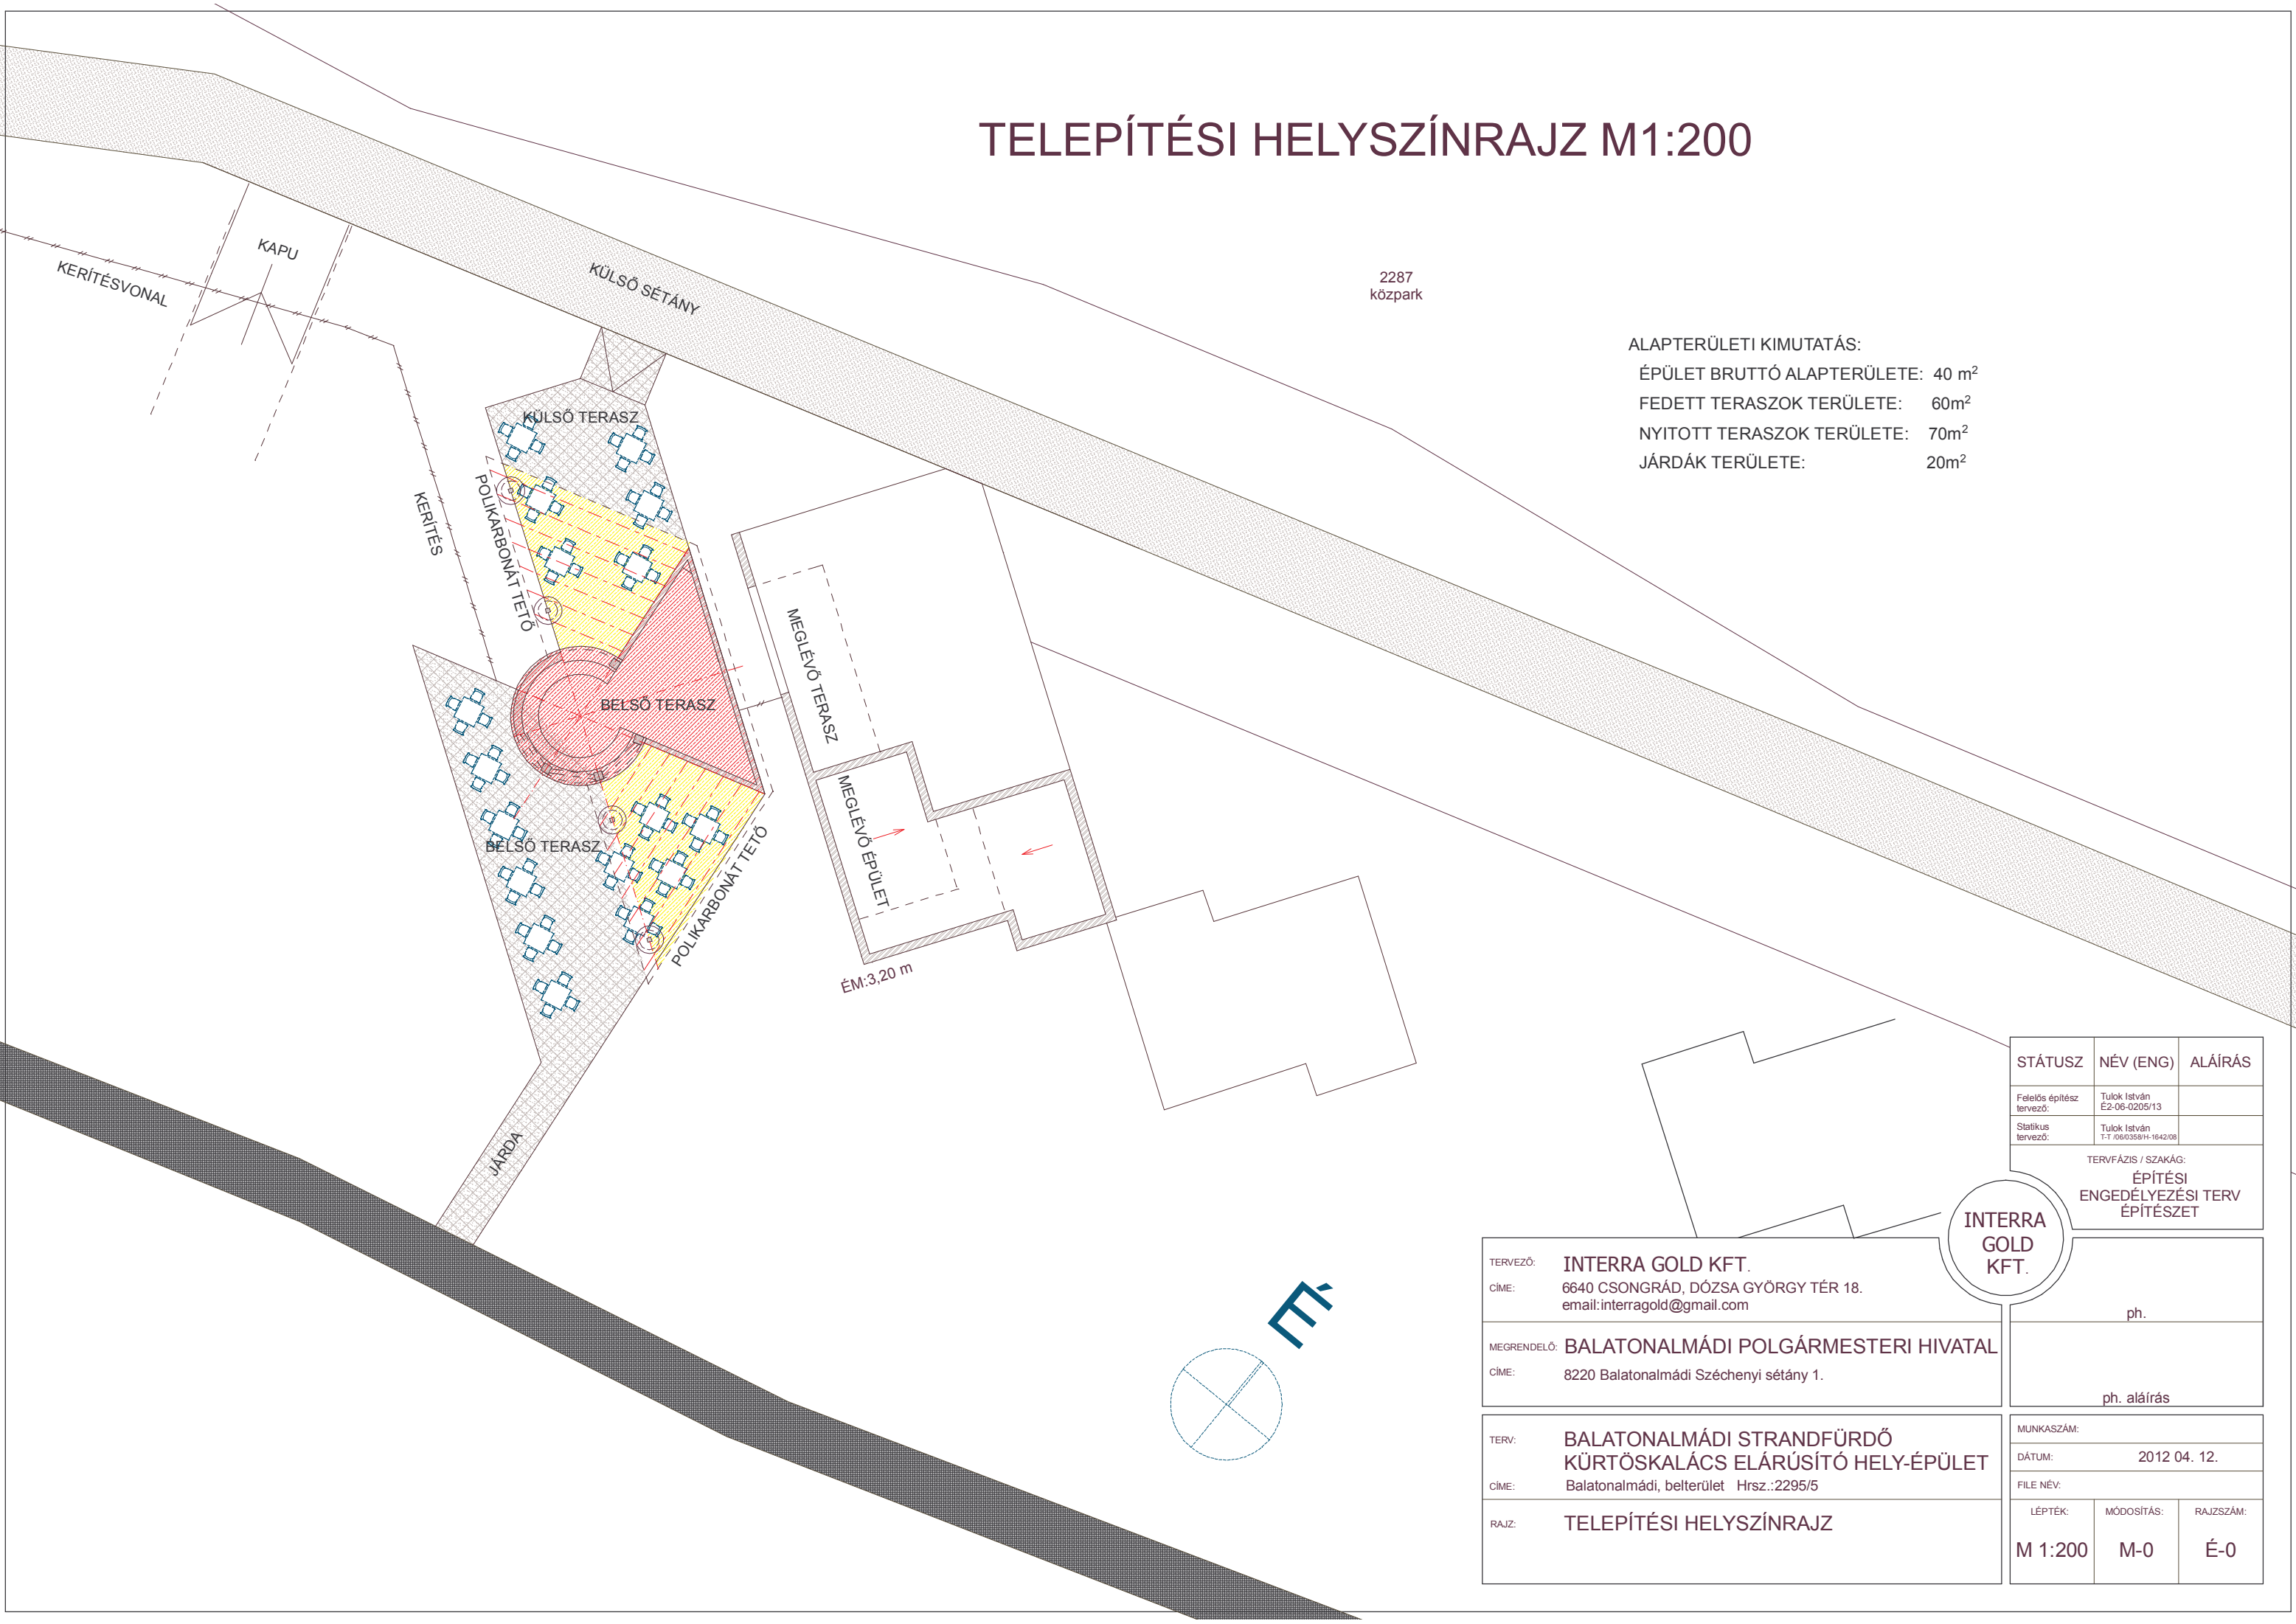 TELEPÍTÉSI HELYSZÍNRAJZ M1:200
KAPU
KERÍTÉSVONAL
KÜLSŐ SÉTÁNY
2287
közpark
ALAPTERÜLETI KIMUTATÁS:
ÉPÜLET BRUTTÓ ALAPTERÜLETE: 40 m²
FEDETT TERASZOK TERÜLETE: 60m²
NYITOTT TERASZOK TERÜLETE: 70m²
JÁRDÁK TERÜLETE: 20m²
KÜLSŐ TERASZ
KERÍTÉS
POLIKARBONÁT TETŐ
MEGLÉVŐ TERASZ
BELSŐ TERASZ
MEGLÉVŐ ÉPÜLET
BELSŐ TERASZ
POLIKARBONÁT TETŐ
ÉM:3,20 m
JÁRDA
É
STÁTUSZ NÉV (ENG) ALÁÍRÁS
Felelős építész
tervező:
Tulok István
É2-06-0205/13
Statikus
tervező:
Tulok István
T-T /06/0358/H-1642/08
TERVFÁZIS / SZAKÁG:
ÉPÍTÉSI
ENGEDÉLYEZÉSI TERV
ÉPÍTÉSZET
INTERRA
GOLD
KFT.
TERVEZŐ: INTERRA GOLD KFT.
CÍME: 6640 CSONGRÁD, DÓZSA GYÖRGY TÉR 18.
email:interragold@gmail.com
ph.
MEGRENDELŐ: BALATONALMÁDI POLGÁRMESTERI HIVATAL
CÍME: 8220 Balatonalmádi Széchenyi sétány 1.
ph. aláírás
TERV: BALATONALMÁDI STRANDFÜRDŐ
KÜRTÖSKALÁCS ELÁRÚSÍTÓ HELY-ÉPÜLET
CÍME: Balatonalmádi, belterület Hrsz.:2295/5
RAJZ: TELEPÍTÉSI HELYSZÍNRAJZ
MUNKASZÁM:
DÁTUM: 2012 04. 12.
FILE NÉV:
LÉPTÉK: MÓDOSÍTÁS: RAJZSZÁM:
M 1:200 M-0 É-0